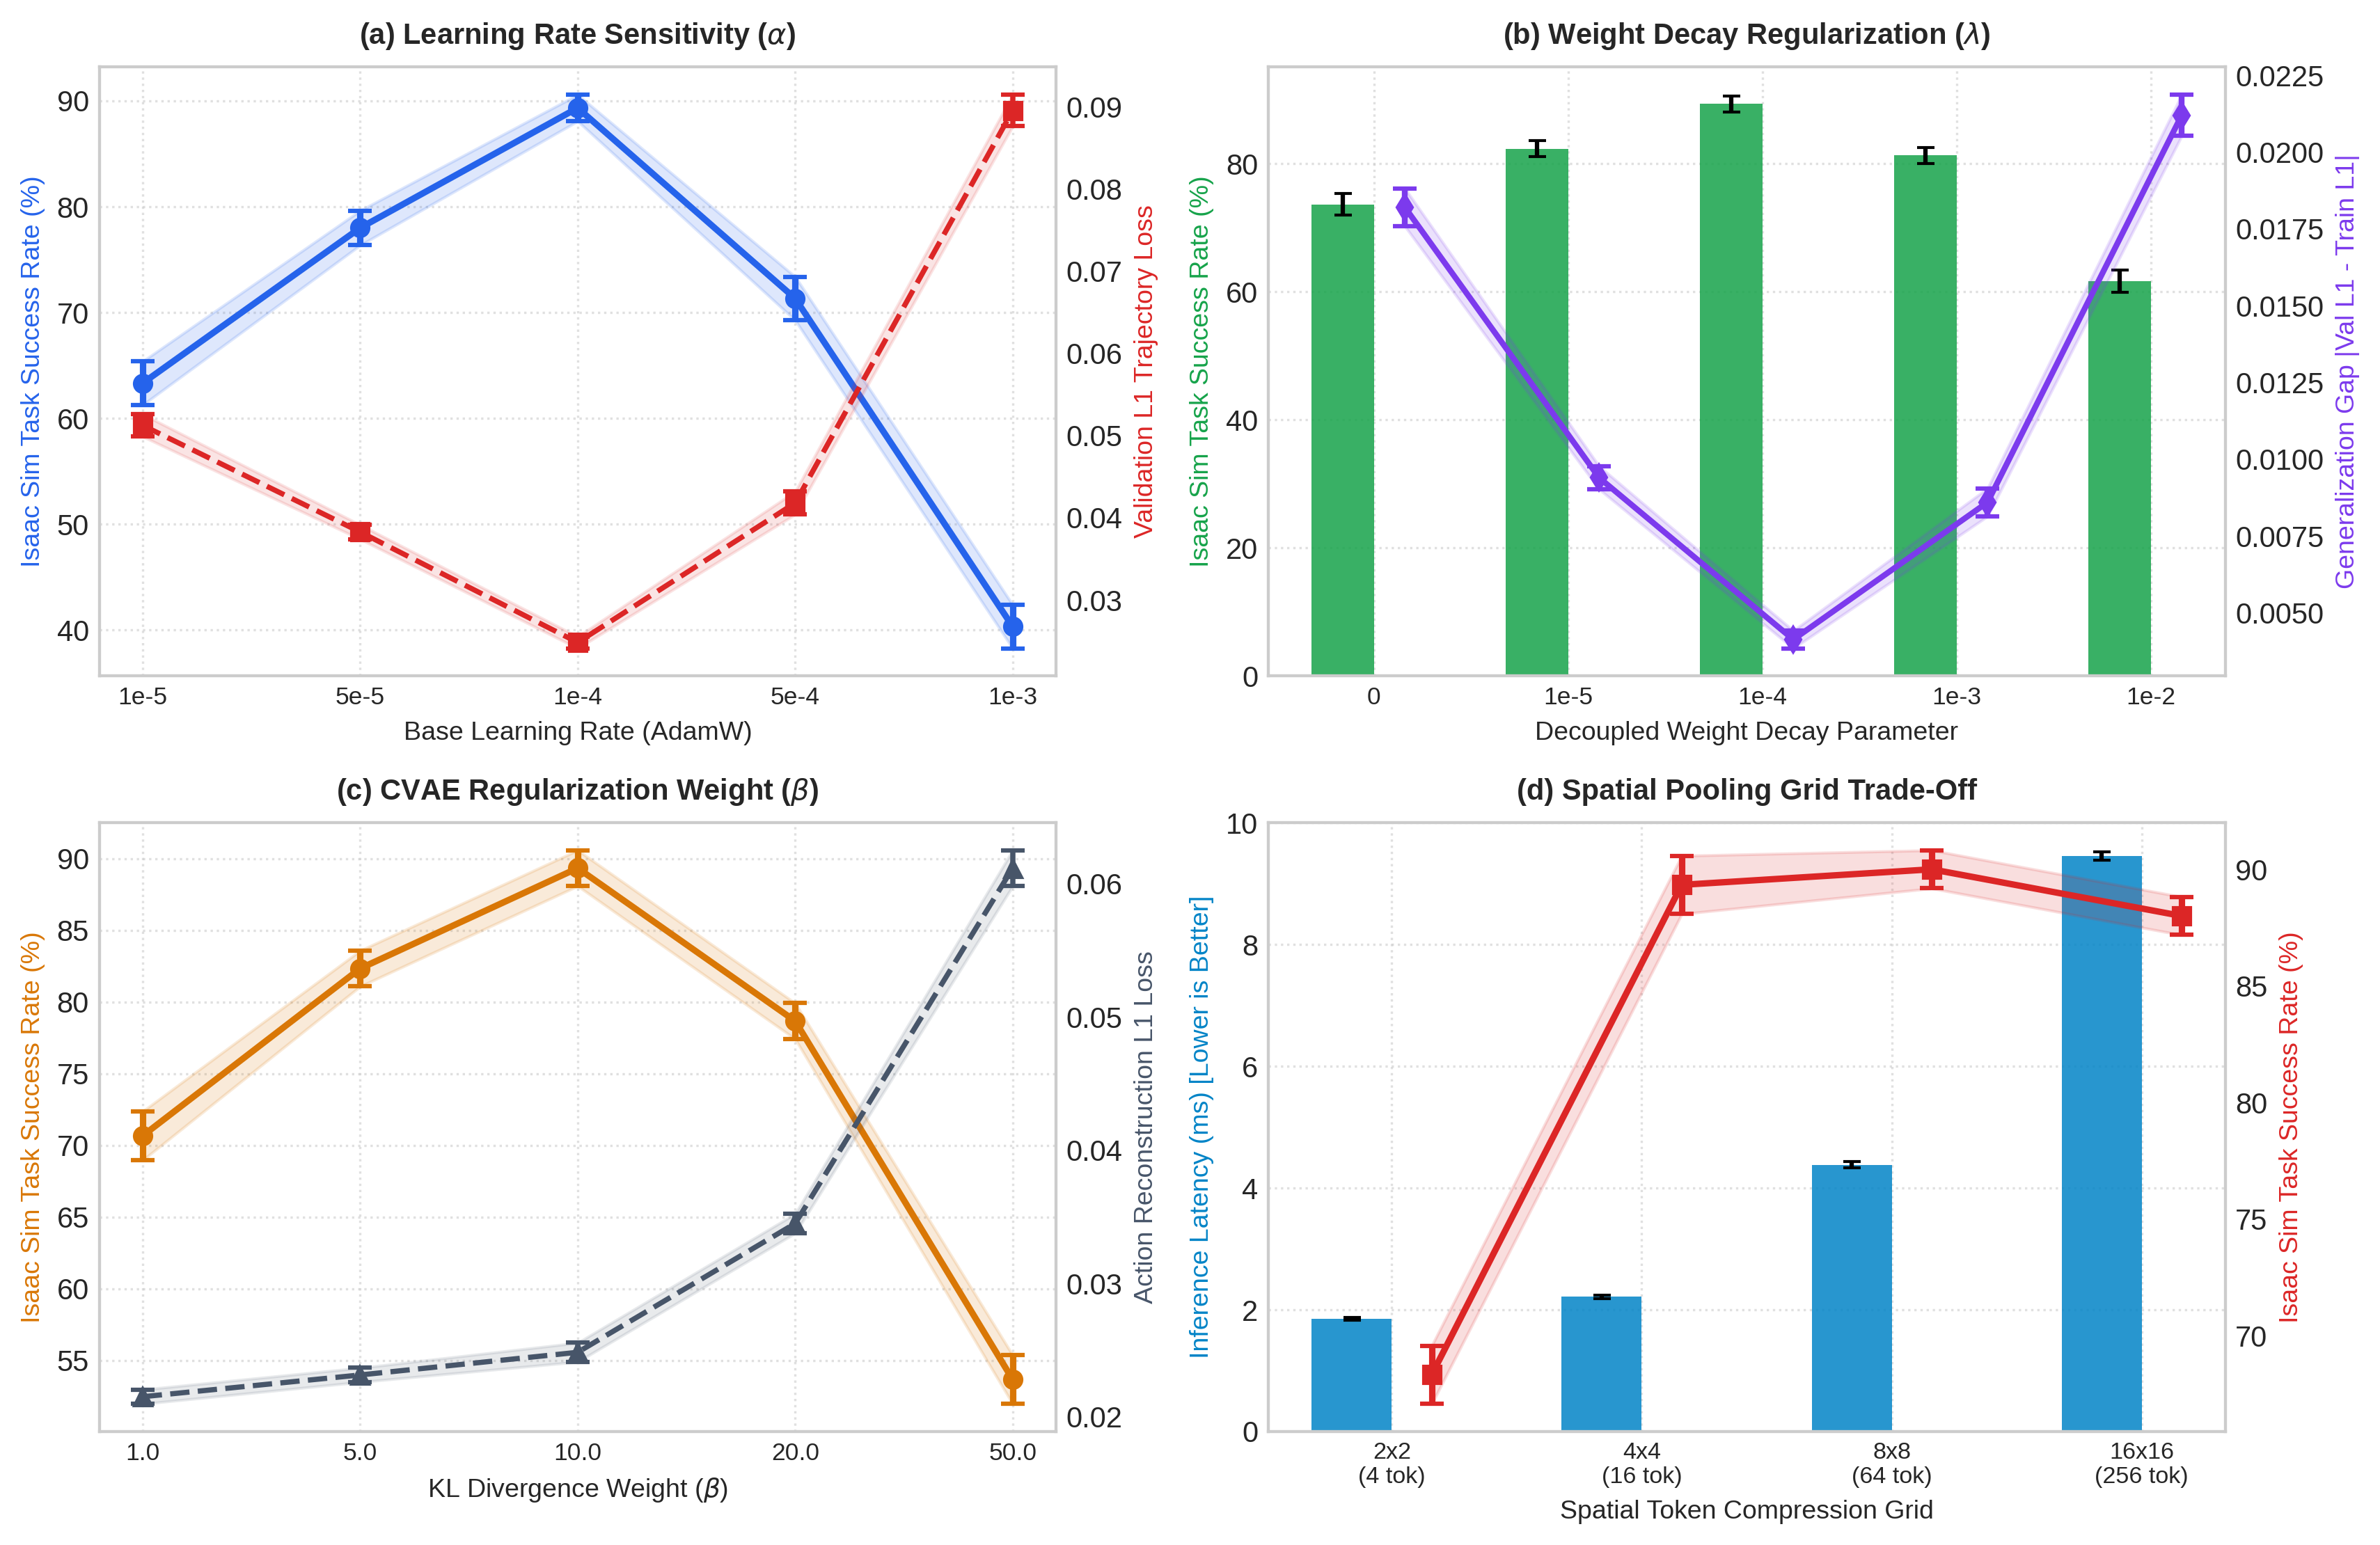 (a) Learning Rate Sensitivity (α)
90
80
70
60
50
40
Isaac Sim Task Success Rate (%)
0.09
0.08
0.07
0.06
0.05
0.04
0.03
Validation L1 Trajectory Loss
1e-5 5e-5 1e-4 5e-4 1e-3
Base Learning Rate (AdamW)
(b) Weight Decay Regularization (λ)
80
60
40
20
0
Isaac Sim Task Success Rate (%)
0.0225
0.0200
0.0175
0.0150
0.0125
0.0100
0.0075
0.0050
Generalization Gap |Val L1 - Train L1|
0 1e-5 1e-4 1e-3 1e-2
Decoupled Weight Decay Parameter
(c) CVAE Regularization Weight (β)
90
85
80
75
70
65
60
55
Isaac Sim Task Success Rate (%)
0.06
0.05
0.04
0.03
0.02
Action Reconstruction L1 Loss
1.0 5.0 10.0 20.0 50.0
KL Divergence Weight (β)
(d) Spatial Pooling Grid Trade-Off
10
8
6
4
2
0
Inference Latency (ms) [Lower is Better]
90
85
80
75
70
Isaac Sim Task Success Rate (%)
2x2 4x4 8x8 16x16
(4 tok) (16 tok) (64 tok) (256 tok)
Spatial Token Compression Grid